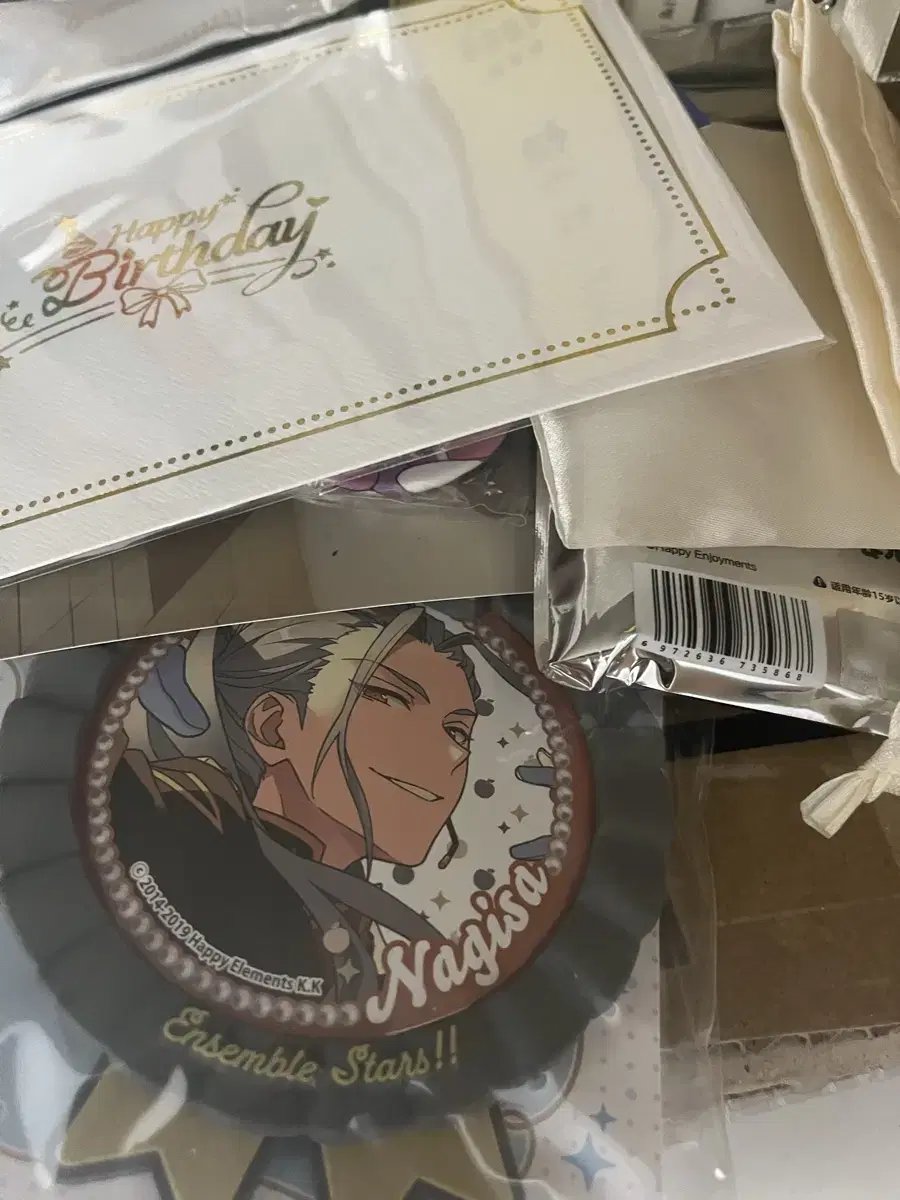 Happy
Birthday
©Happy Enjoyments
适用年龄15岁
6 972636 735868
©2014-2019 Happy Elements K.K
Nagisa
Ensemble Stars!!